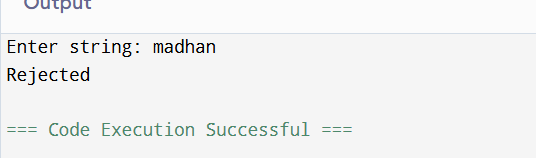 Output
Enter string: madhan
Rejected
=== Code Execution Successful ===